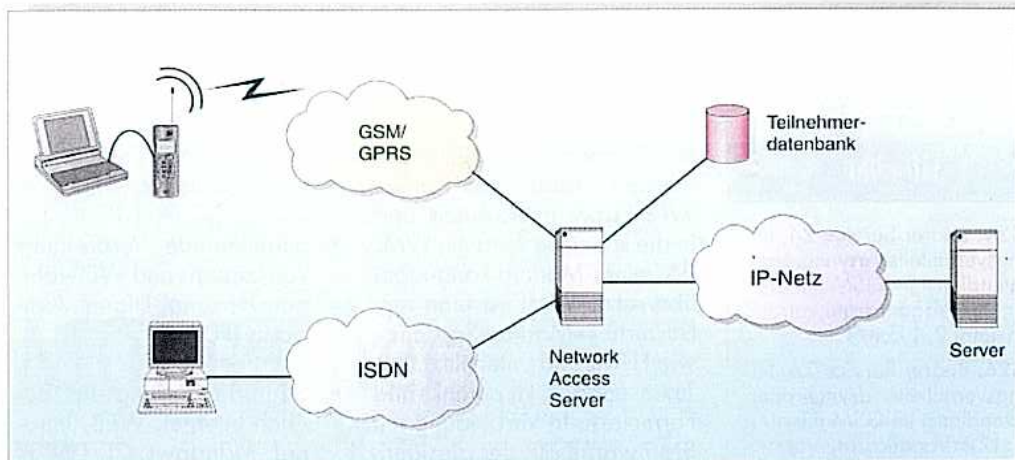 GSM/
GPRS
Teilnehmer-
datenbank
IP-Netz
ISDN
Network
Access
Server
Server